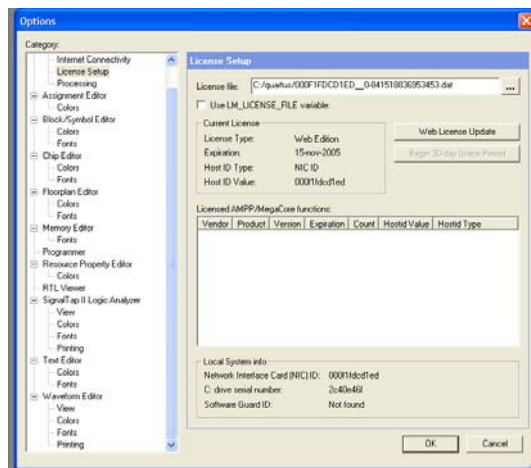 Options
Category:
Internet Connectivity
License Setup
Processing
Assignment Editor
Colors
Block/Symbol Editor
Colors
Fonts
Chip Editor
Colors
Fonts
Floorplan Editor
Colors
Fonts
Memory Editor
Fonts
Programmer
Resource Property Editor
Colors
RTL Viewer
SignalTap II Logic Analyzer
View
Colors
Fonts
Printing
Text Editor
Colors
Fonts
Waveform Editor
View
Colors
Fonts
Printing
License Setup
License file:
...
Use LM_LICENSE_FILE variable:
Current License
License Type: Web Edition
Expiration: 15-nov-2005
Host ID Type: NIC ID
Host ID Value: 000f1fdcd1ed
Web License Update
Begin 30-day Grace Period
Licensed AMPP/MegaCore functions:
Vendor Product Version Expiration Count Hostid Value Hostid Type
Local System info
Network Interface Card (NIC) ID: 000f1fdcd1ed
C: drive serial number: 2c40e46f
Software Guard ID: Not found
OK Cancel